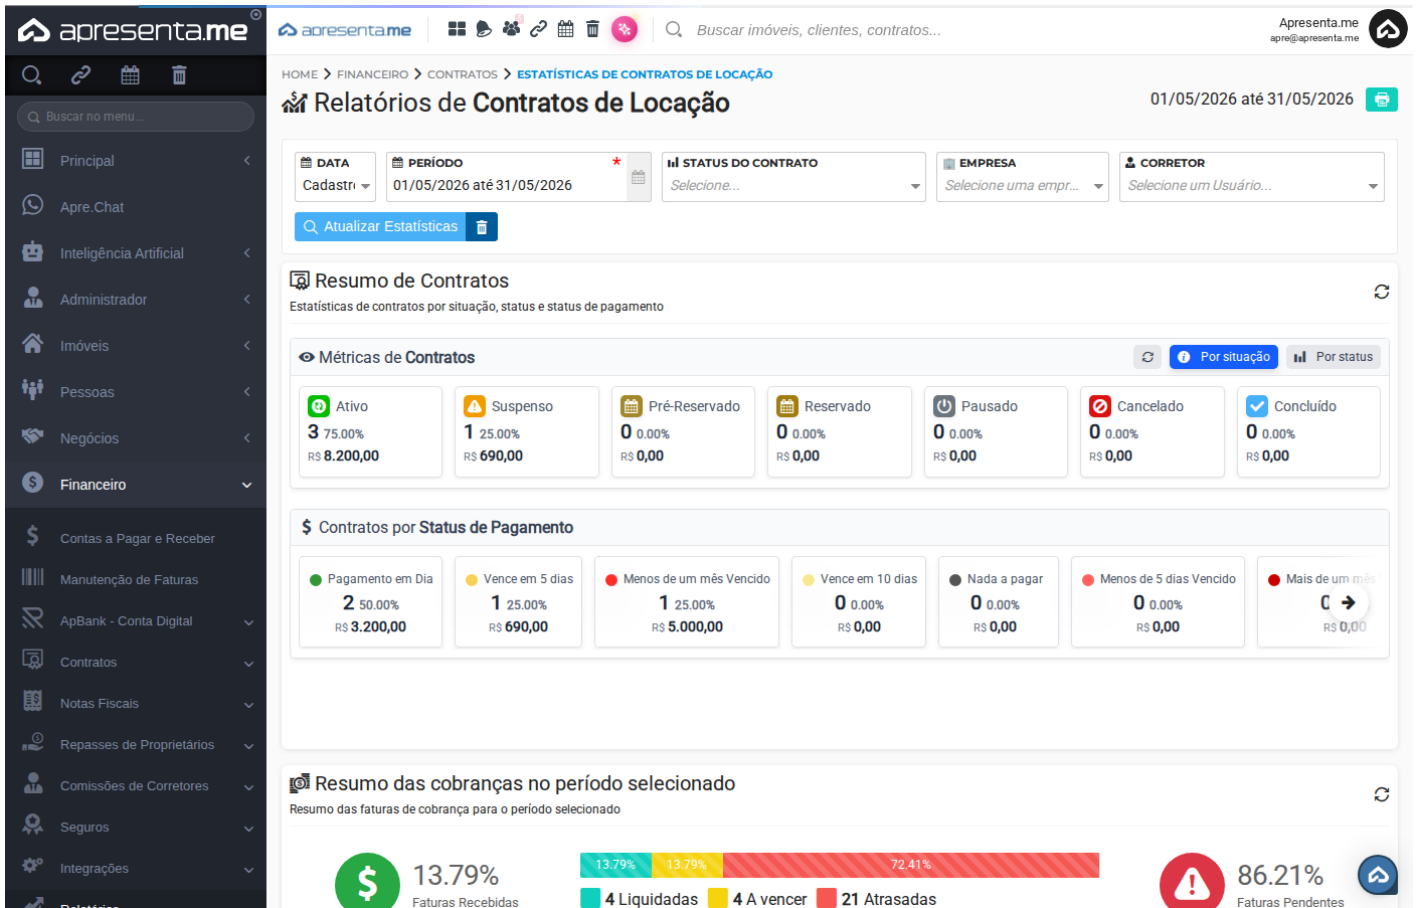 apresenta.me
apresenta.me
5
Buscar imóveis, clientes, contratos...
Apresenta.me
apre@apresenta.me
Buscar no menu...
Principal
Apre.Chat
Inteligência Artificial
Administrador
Imóveis
Pessoas
Negócios
Financeiro
Contas a Pagar e Receber
Manutenção de Faturas
ApBank - Conta Digital
Contratos
Notas Fiscais
Repasses de Proprietários
Comissões de Corretores
Seguros
Integrações
Relatórios
HOME > FINANCEIRO > CONTRATOS > ESTATÍSTICAS DE CONTRATOS DE LOCAÇÃO
Relatórios de Contratos de Locação
01/05/2026 até 31/05/2026
DATA
Cadastr
PERÍODO *
01/05/2026 até 31/05/2026
STATUS DO CONTRATO
Selecione...
EMPRESA
Selecione uma empr...
CORRETOR
Selecione um Usuário...
Atualizar Estatísticas
Resumo de Contratos
Estatísticas de contratos por situação, status e status de pagamento
Métricas de Contratos
Por situação
Por status
Ativo
3 75.00%
R$ 8.200,00
Suspenso
1 25.00%
R$ 690,00
Pré-Reservado
0 0.00%
R$ 0,00
Reservado
0 0.00%
R$ 0,00
Pausado
0 0.00%
R$ 0,00
Cancelado
0 0.00%
R$ 0,00
Concluído
0 0.00%
R$ 0,00
$ Contratos por Status de Pagamento
Pagamento em Dia
2 50.00%
R$ 3.200,00
Vence em 5 dias
1 25.00%
R$ 690,00
Menos de um mês Vencido
1 25.00%
R$ 5.000,00
Vence em 10 dias
0 0.00%
R$ 0,00
Nada a pagar
0 0.00%
R$ 0,00
Menos de 5 dias Vencido
0 0.00%
R$ 0,00
Mais de um mês
0
R$ 0,00
Resumo das cobranças no período selecionado
Resumo das faturas de cobrança para o período selecionado
13.79%
Faturas Recebidas
13.79% 13.79% 72.41%
4 Liquidadas 4 A vencer 21 Atrasadas
86.21%
Faturas Pendentes